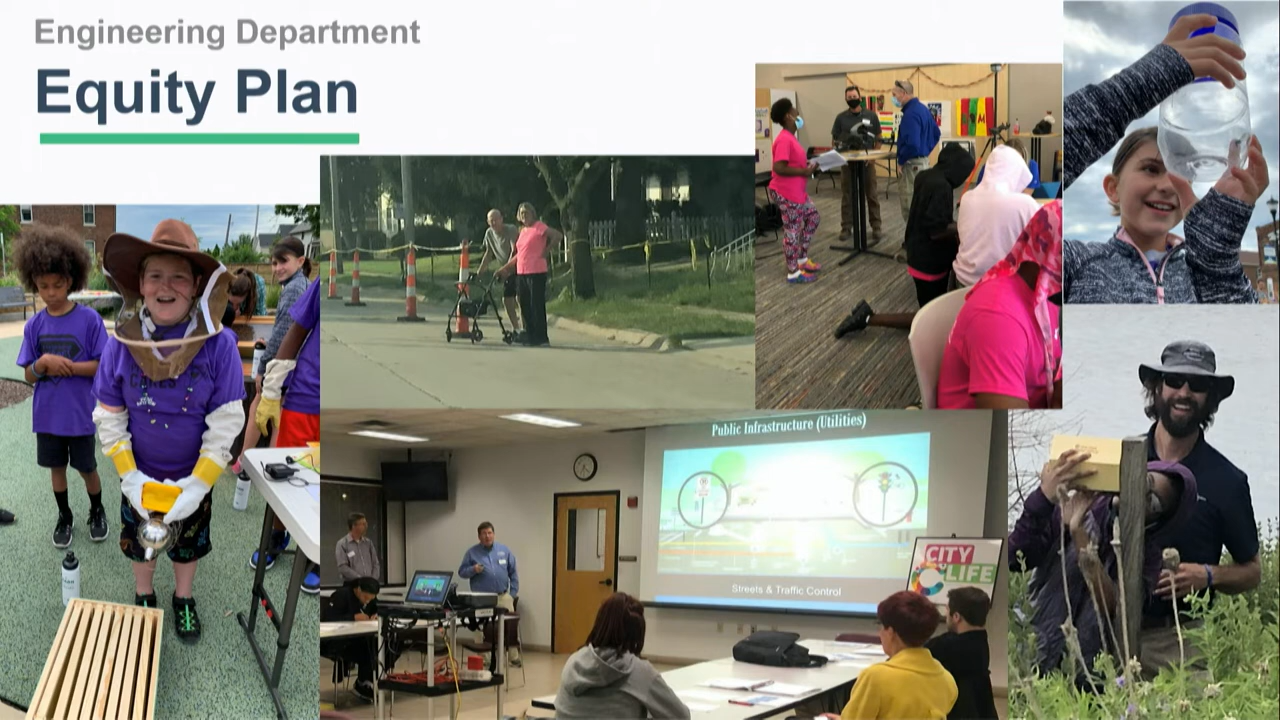 Engineering Department
Equity Plan
Public Infrastructure (Utilities)
Streets & Traffic Control
CITY
LIFE